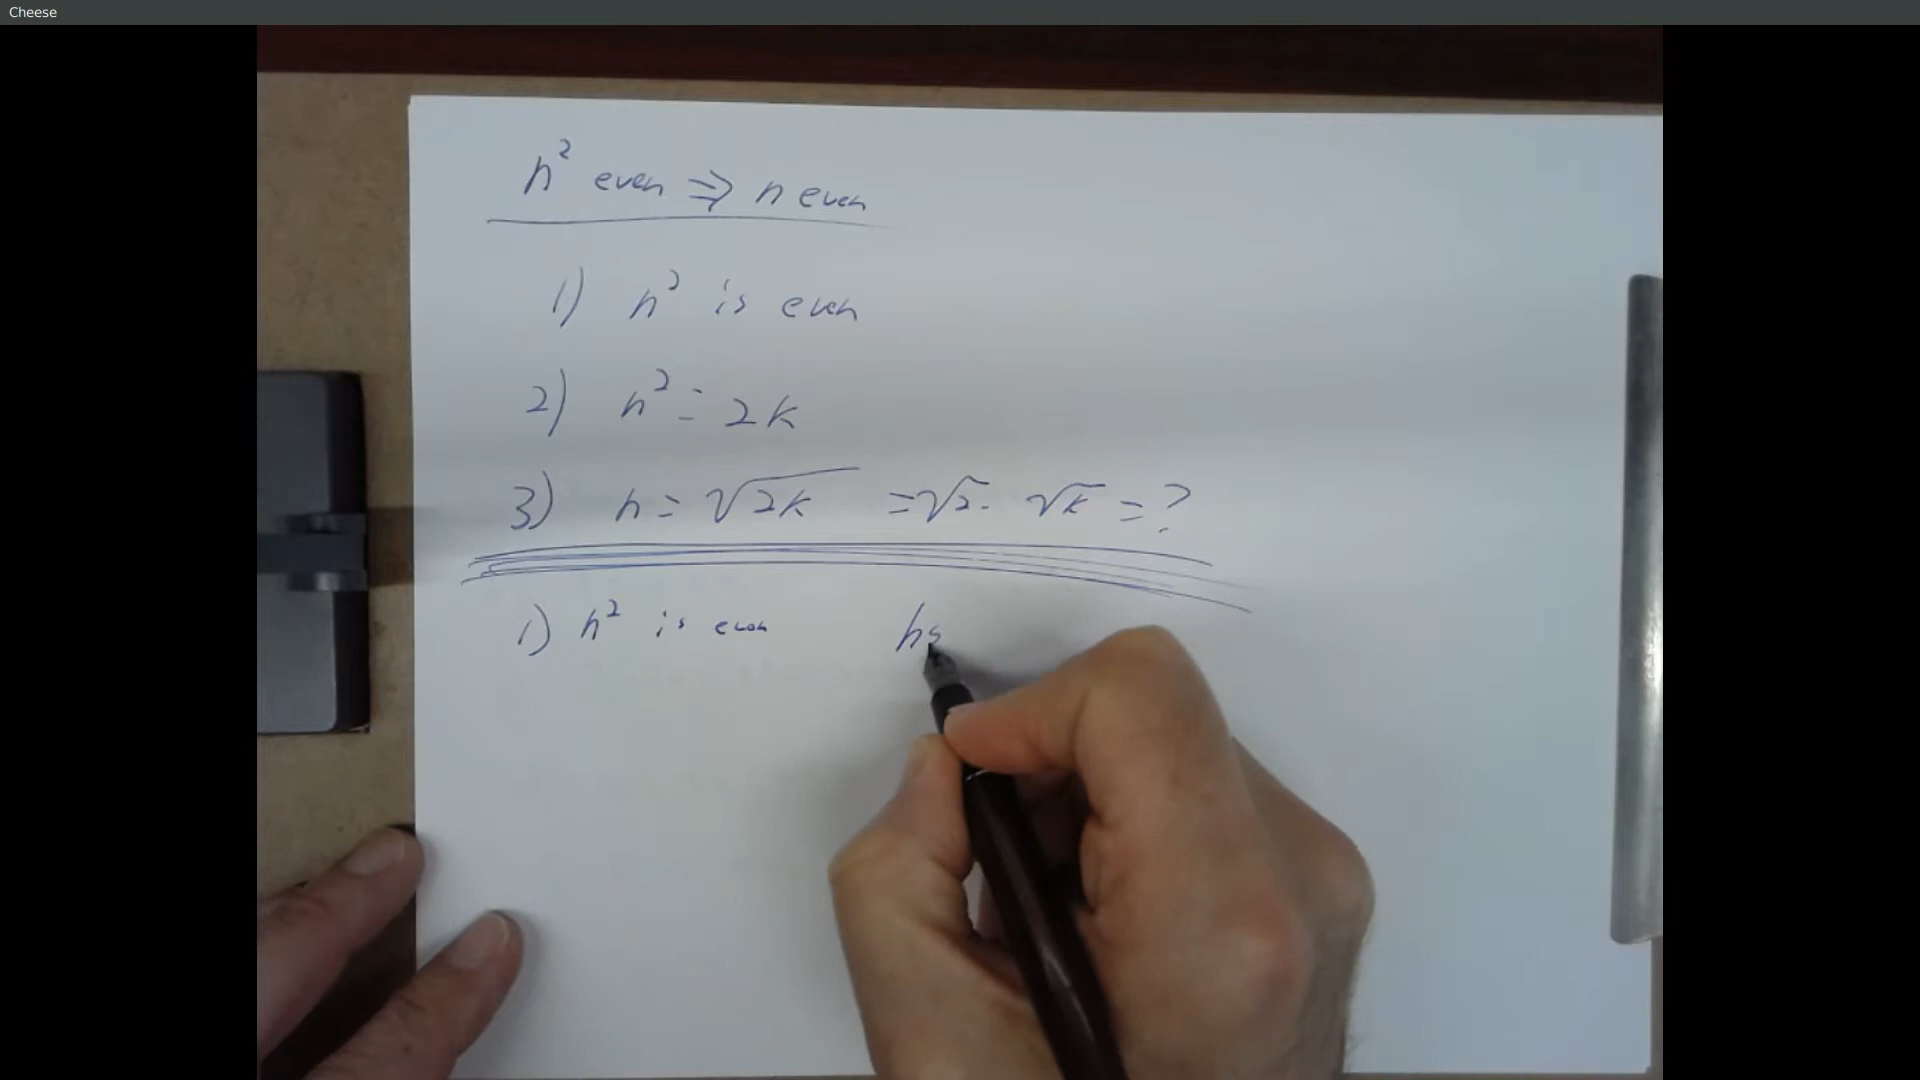 Cheese
n² even ⇒ n even
1) n² is even
2) n² = 2k
3) n = √2k = √2 · √k = ?
1) n² is even